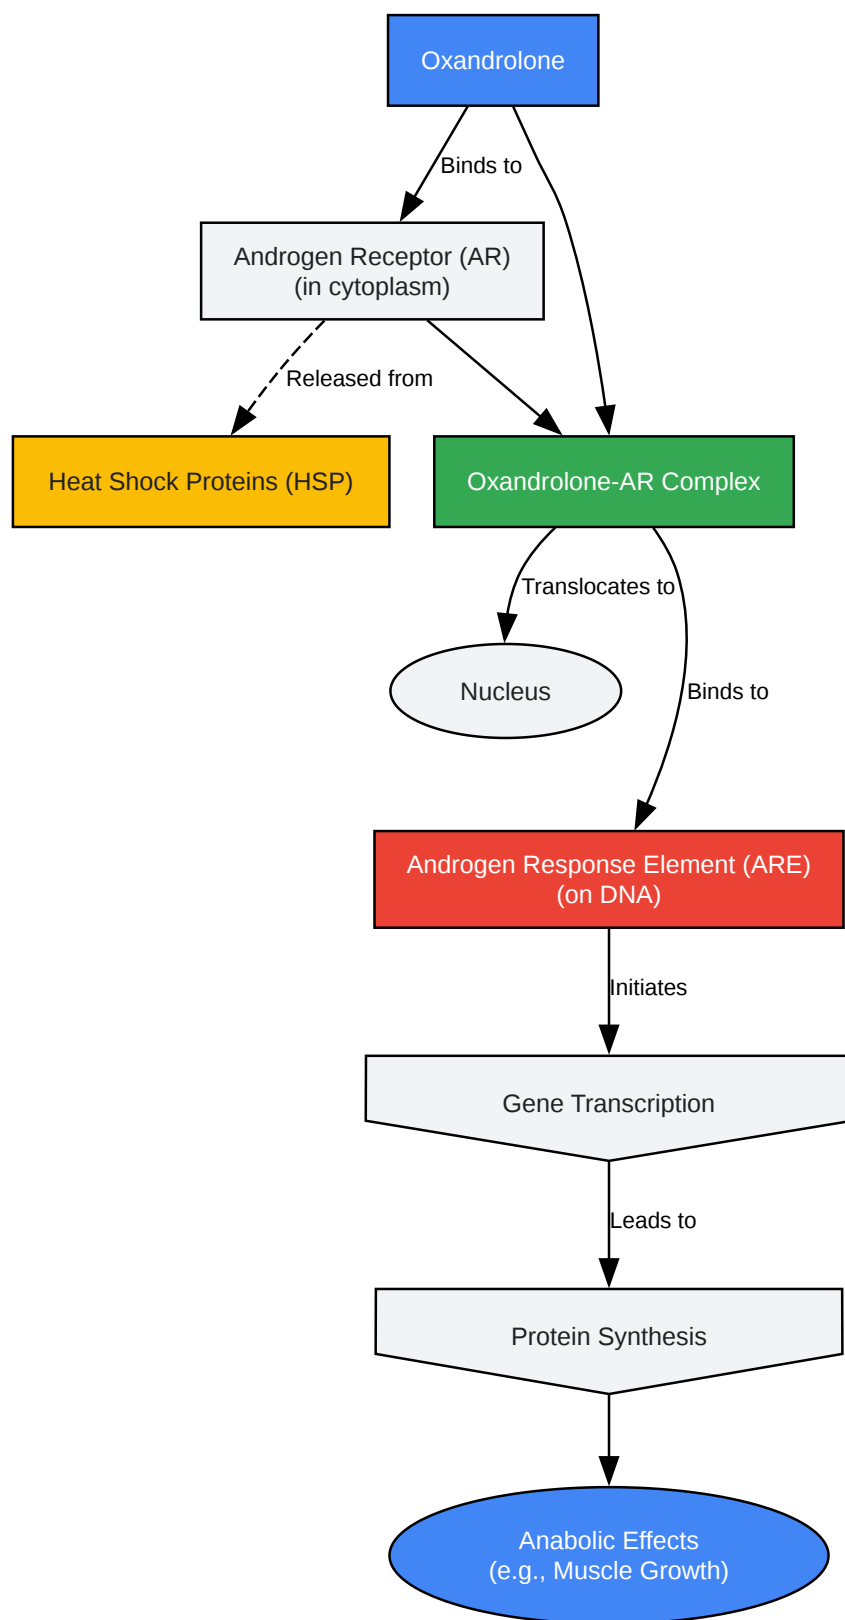 Oxandrolone
Binds to
Androgen Receptor (AR)
(in cytoplasm)
Released from
Heat Shock Proteins (HSP)
Oxandrolone-AR Complex
Translocates to
Nucleus
Binds to
Androgen Response Element (ARE)
(on DNA)
Initiates
Gene Transcription
Leads to
Protein Synthesis
Anabolic Effects
(e.g., Muscle Growth)